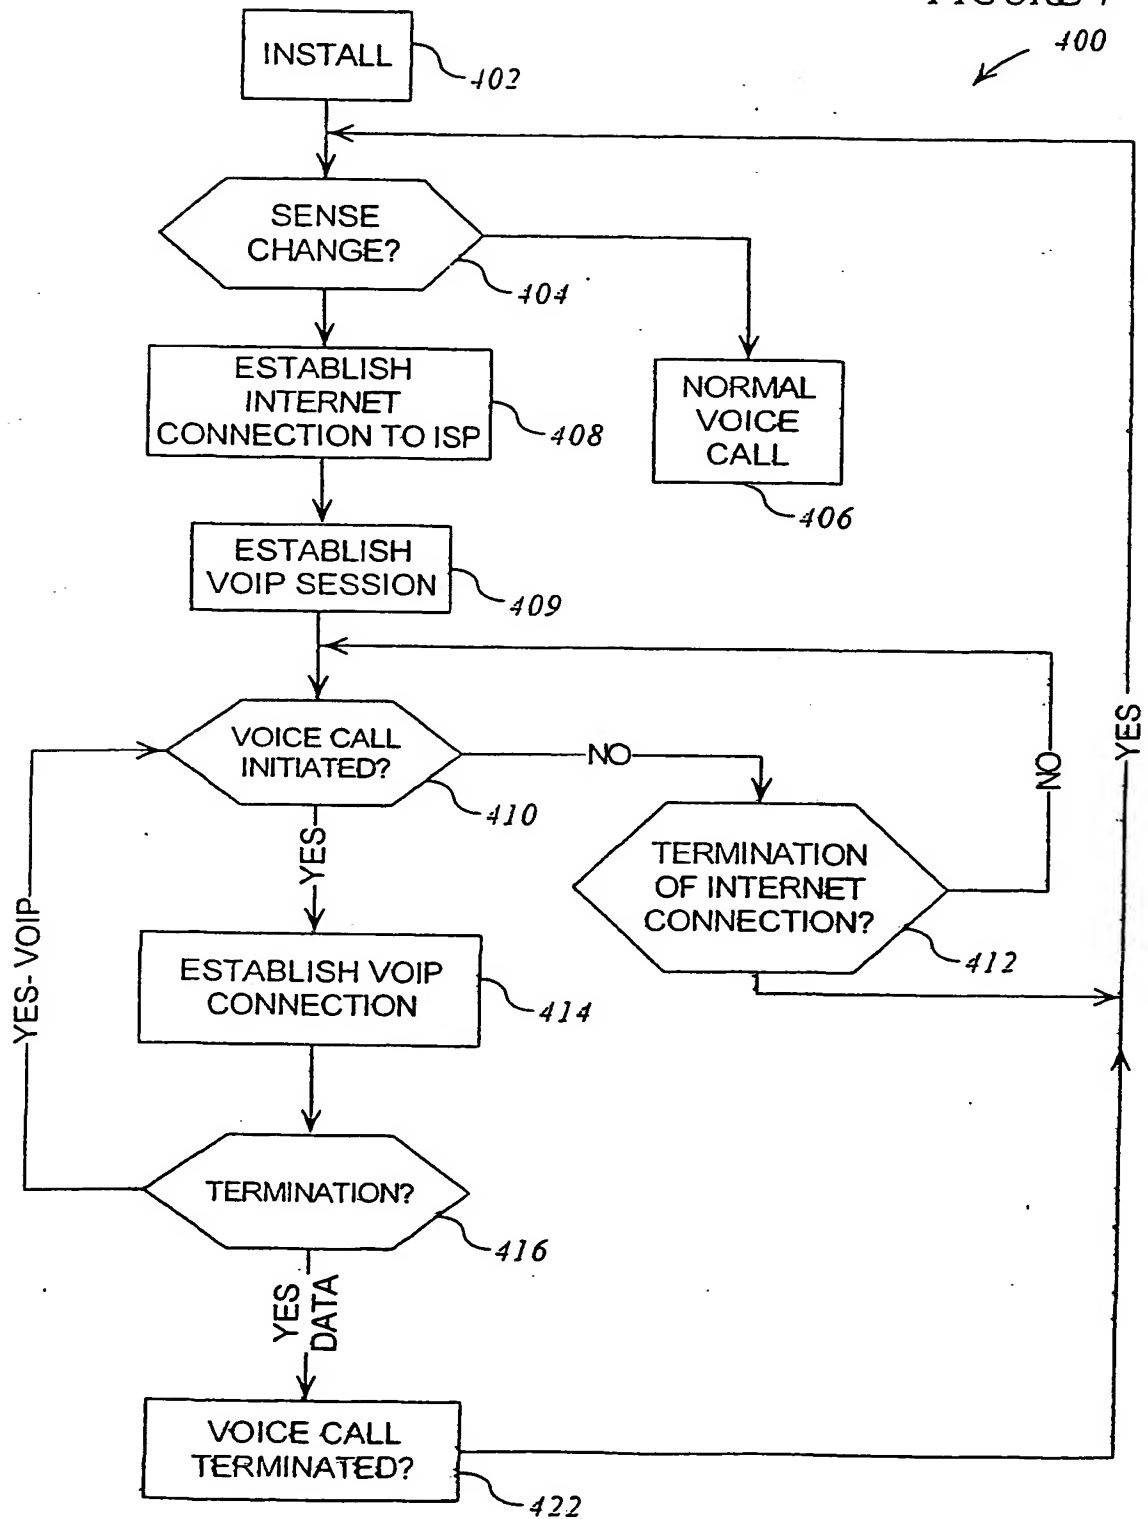 400
INSTALL
402
SENSE
CHANGE?
404
ESTABLISH
INTERNET
CONNECTION TO ISP
408
NORMAL
VOICE
CALL
406
ESTABLISH
VOIP SESSION
409
VOICE CALL
INITIATED?
410
NO
NO
YES
TERMINATION
OF INTERNET
CONNECTION?
412
YES
YES- VOIP
ESTABLISH VOIP
CONNECTION
414
TERMINATION?
416
YES
DATA
VOICE CALL
TERMINATED?
422